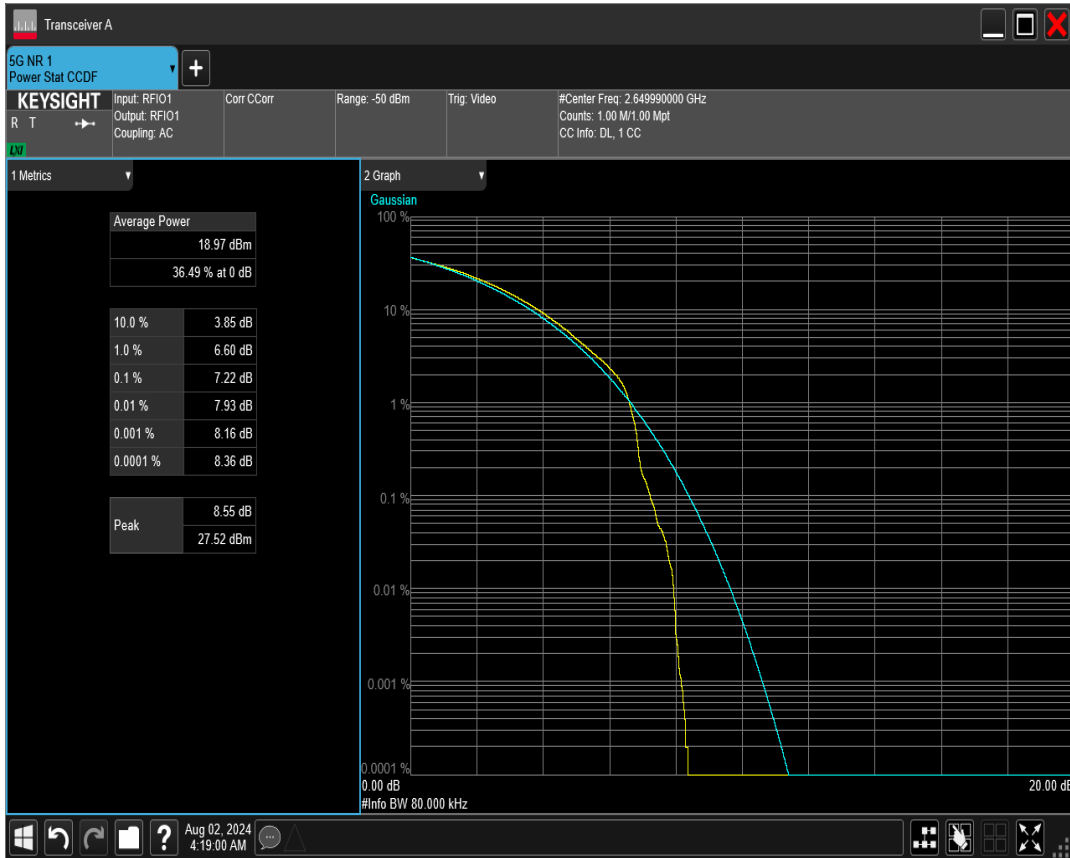 Transceiver A
5G NR 1
Power Stat CCDF
+
KEYSIGHT
R T
LXI
Input: RFIO1
Output: RFIO1
Coupling: AC
Corr CCorr
Range: -50 dBm
Trig: Video
#Center Freq: 2.649990000 GHz
Counts: 1.00 M/1.00 Mpt
CC Info: DL, 1 CC
1 Metrics
Average Power
18.97 dBm
36.49 % at 0 dB
10.0 % 3.85 dB
1.0 % 6.60 dB
0.1 % 7.22 dB
0.01 % 7.93 dB
0.001 % 8.16 dB
0.0001 % 8.36 dB
Peak 8.55 dB
27.52 dBm
2 Graph
Gaussian
100 %
10 %
1 %
0.1 %
0.01 %
0.001 %
0.0001 %
0.00 dB 20.00 dB
#Info BW 80.000 kHz
? Aug 02, 2024
4:19:00 AM